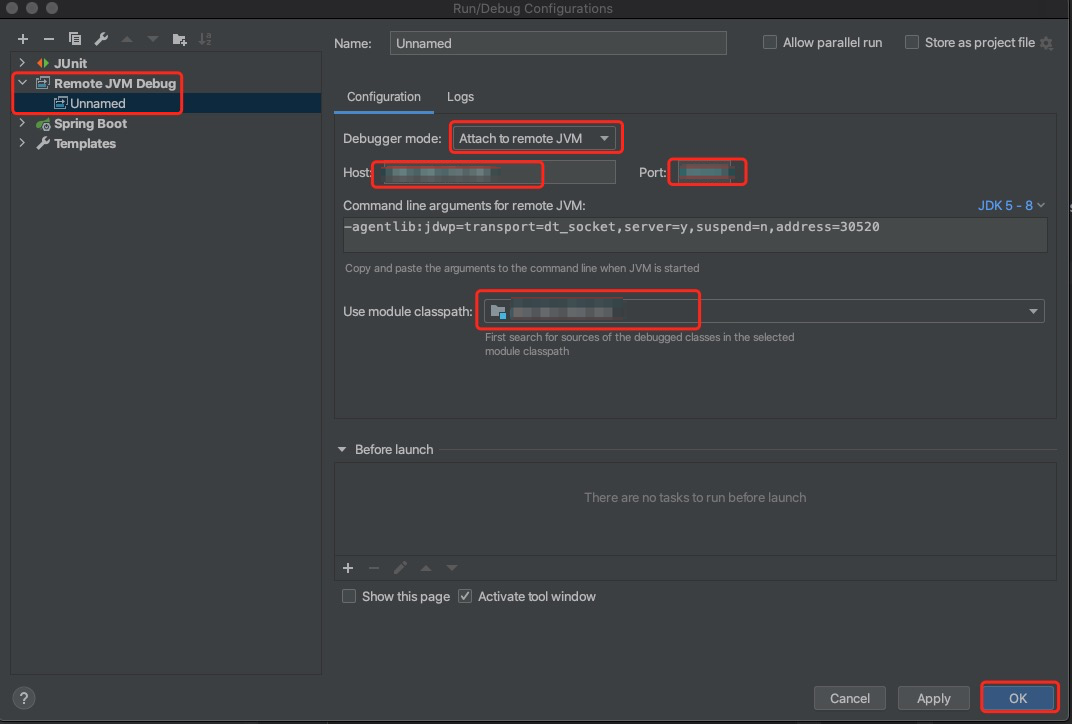 Run/Debug Configurations
JUnit
Remote JVM Debug
Unnamed
Spring Boot
Templates
Name: Unnamed
Allow parallel run
Store as project file
Configuration Logs
Debugger mode: Attach to remote JVM
Host: Port:
Command line arguments for remote JVM: JDK 5 - 8
-agentlib:jdwp=transport=dt_socket,server=y,suspend=n,address=30520
Copy and paste the arguments to the command line when JVM is started
Use module classpath:
First search for sources of the debugged classes in the selected
module classpath
Before launch
There are no tasks to run before launch
Show this page Activate tool window
? Cancel Apply OK